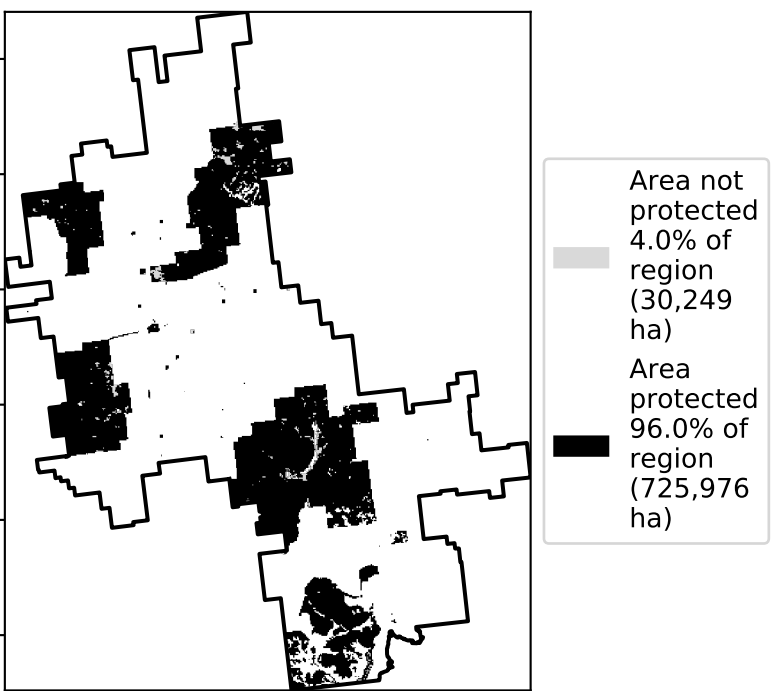 Area not
protected
4.0% of
region
(30,249
ha)
Area
protected
96.0% of
region
(725,976
ha)